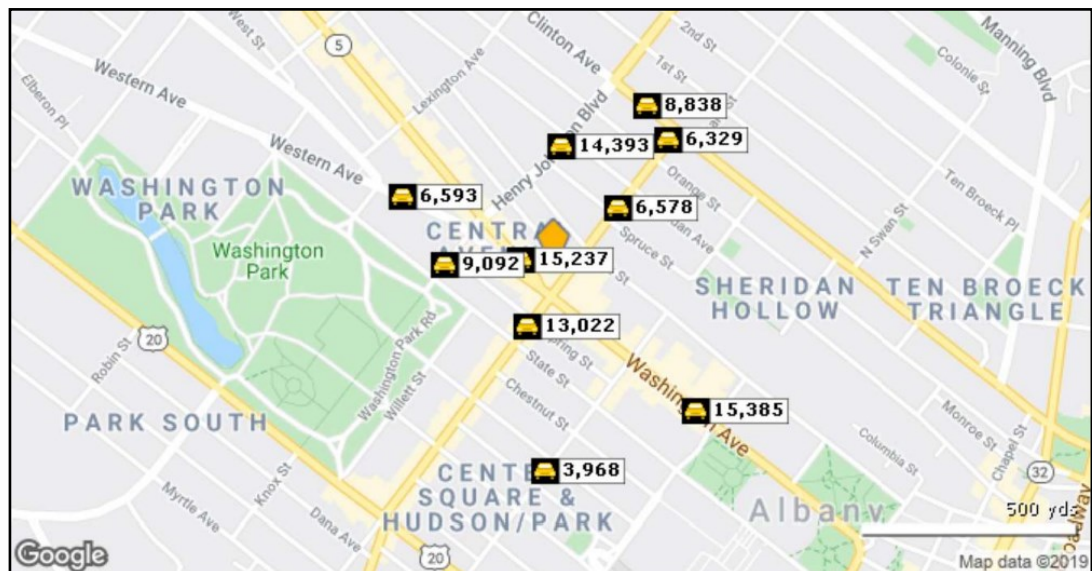 West St
5
Lexington Ave
Clinton Ave
2nd St
1st St
Manning Blvd
Colonie St
Western Ave
Elberon Pl
8,838
14,393
6,329
Western Ave
WASHINGTON
PARK
6,593
6,578
Orange St
Ten Broeck Pl
N Swan St
Washington
Park
CENTRAL
9,092
15,237
Spruce St
SHERIDAN
HOLLOW
TEN BROECK
TRIANGLE
20
Robin St
13,022
Washington Park Rd
Willett St
State St
Chestnut St
Washington Ave
15,385
PARK SOUTH
Knox St
Myrtle Ave
Dana Ave
3,968
CENTER
SQUARE &
HUDSON/PARK
20
Columbia St
Monroe St
Chapel St
32
Albany
500 yds
Google
Map data ©2019